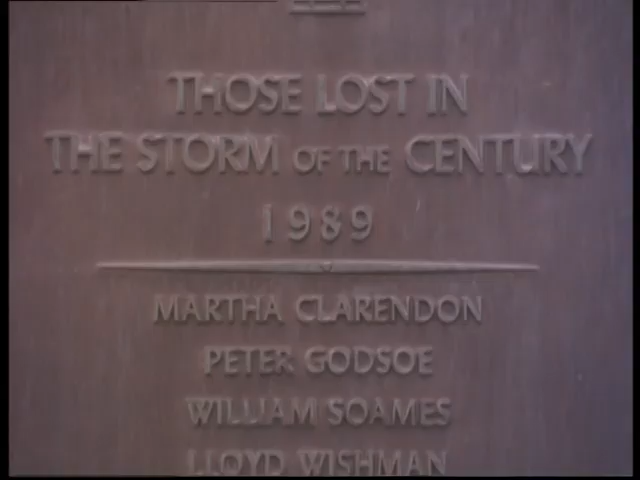 THOSE LOST IN
THE STORM OF THE CENTURY
1989
MARTHA CLARENDON
PETER GODSOE
WILLIAM SOAMES
LLOYD WISHMAN